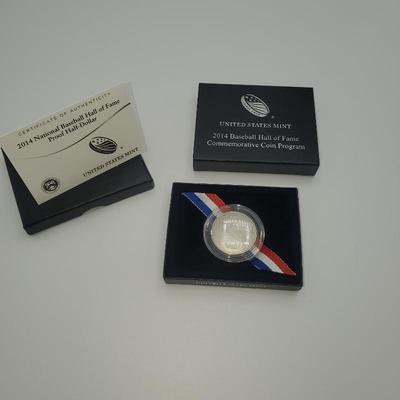 CERTIFICATE OF AUTHENTICITY
2014 National Baseball Hall of Fame
Proof Half-Dollar
UNITED STATES MINT
UNITED STATES MINT
2014 Baseball Hall of Fame
Commemorative Coin Program